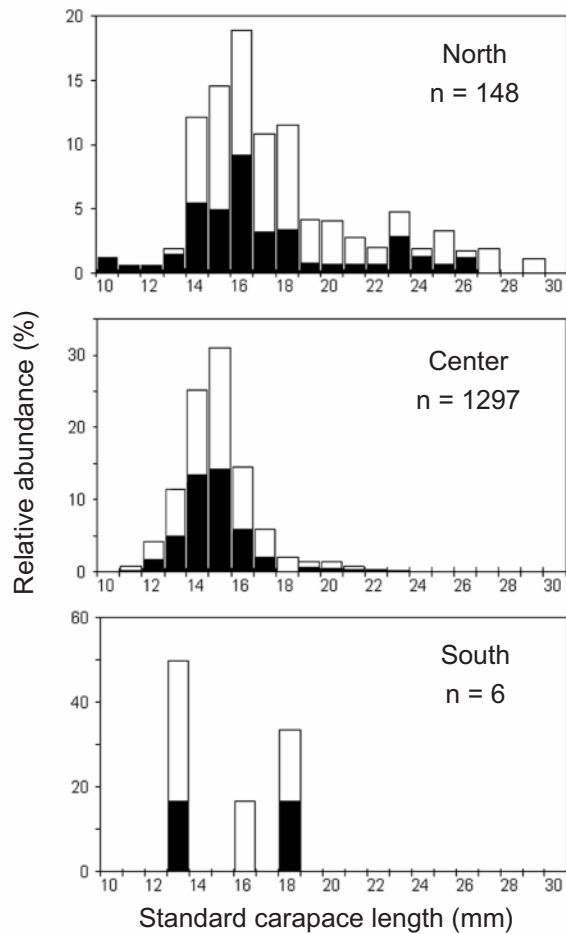 20
15
10
5
0
North
n = 148
10 12 14 16 18 20 22 24 26 28 30
30
20
10
0
Center
n = 1297
10 12 14 16 18 20 22 24 26 28 30
Relative abundance (%)
60
40
20
0
South
n = 6
10 12 14 16 18 20 22 24 26 28 30
Standard carapace length (mm)